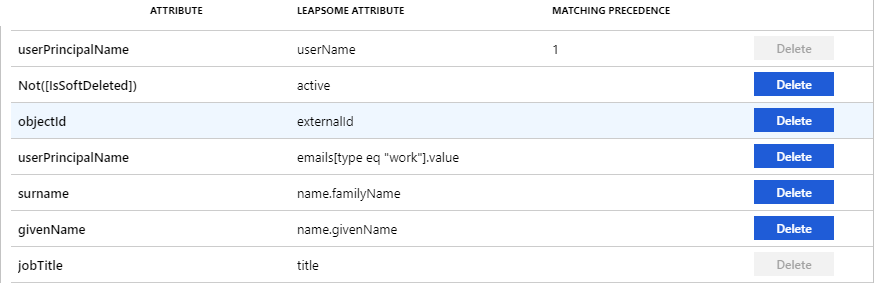 ATTRIBUTE LEAPSOME ATTRIBUTE MATCHING PRECEDENCE
userPrincipalName userName 1 Delete
Not([IsSoftDeleted]) active Delete
objectId externalId Delete
userPrincipalName emails[type eq "work"].value Delete
surname name.familyName Delete
givenName name.givenName Delete
jobTitle title Delete